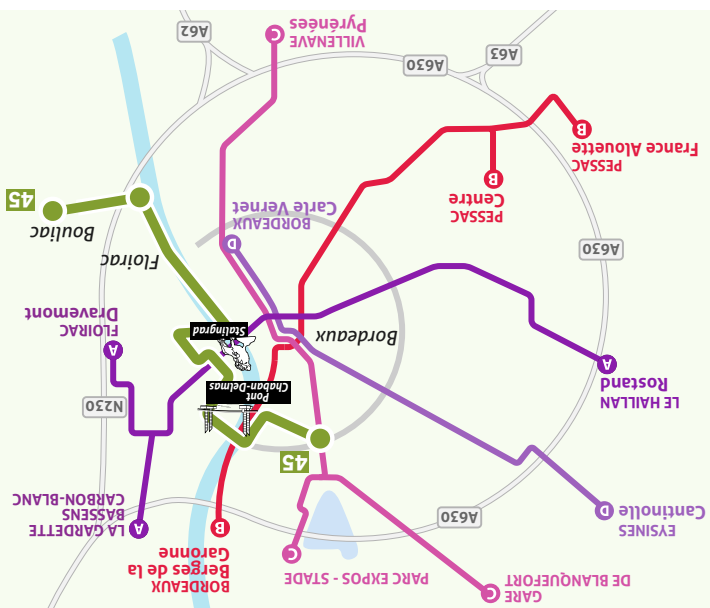 C
GARE
DE BLANQUEFORT
C
PARC EXPOS - STADE
B
BORDEAUX
Berges de la
Garonne
A
LA GARDETTE
BASSENS
CARBON-BLANC
D
EYSINES
Cantinolle
A630
45
N230
Pont
Chaban-Delmas
A
LE HAILLAN
Rostand
A
FLOIRAC
Dravemont
Bordeaux
Stalingrad
A630
Floirac
Bouliac
45
D
BORDEAUX
Carle Vernet
B
PESSAC
Centre
B
PESSAC
France Alouette
A630
A63
C
VILLENAVE
Pyrénées
A62